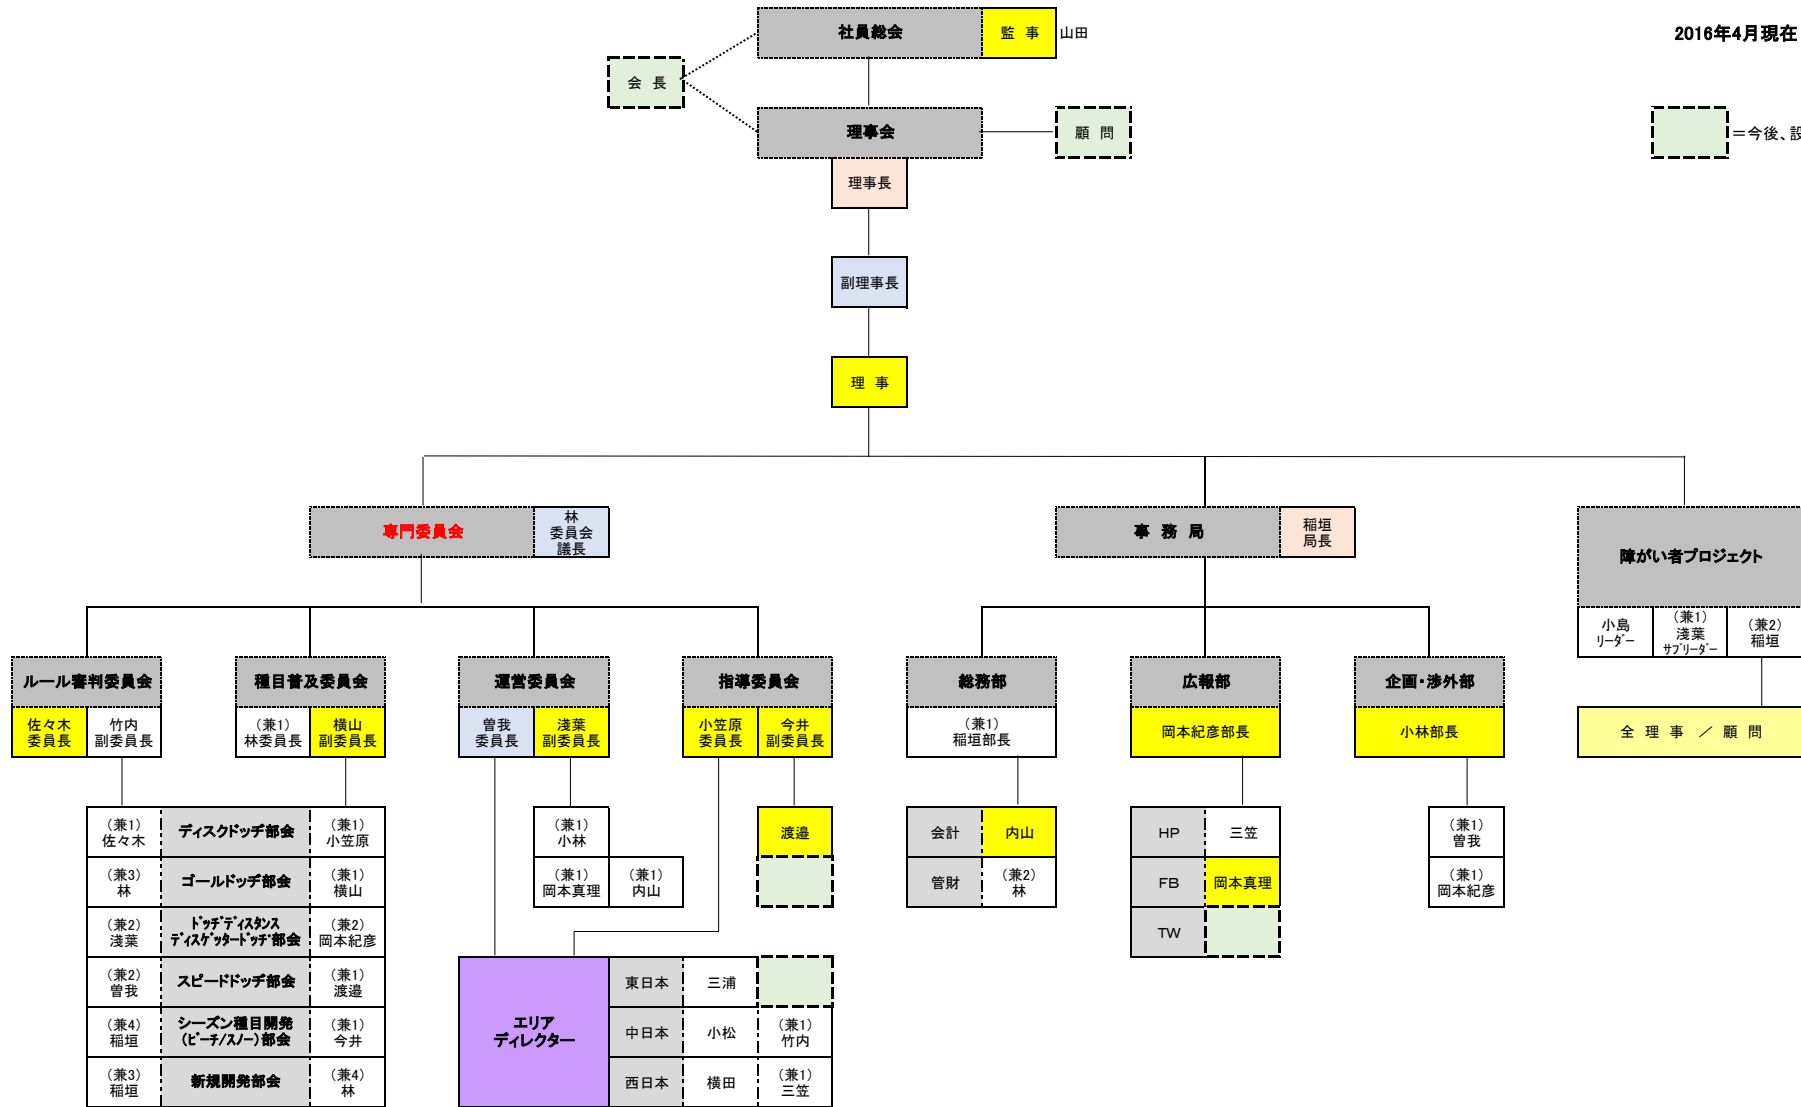 社員総会
監 事
山田
2016年4月現在
会 長
理事会
顧 問
＝今後、設
理事長
副理事長
理 事
専門委員会
林
委員会
議長
事 務 局
稲垣
局長
障がい者プロジェクト
小島
リーダー
(兼1)
淺葉
サブリーダー
(兼2)
稲垣
ルール審判委員会
種目普及委員会
運営委員会
指導委員会
総務部
広報部
企画・渉外部
佐々木
委員長
竹内
副委員長
(兼1)
林委員長
横山
副委員長
曽我
委員長
淺葉
副委員長
小笠原
委員長
今井
副委員長
(兼1)
稲垣部長
岡本紀彦部長
小林部長
全 理 事 ／ 顧 問
(兼1)
佐々木
ディスクドッヂ部会
(兼1)
小笠原
(兼1)
小林
渡邉
会計
内山
HP
三笠
(兼1)
曽我
(兼3)
林
ゴールドッヂ部会
(兼1)
横山
(兼1)
岡本真理
(兼1)
内山
管財
(兼2)
林
FB
岡本真理
(兼1)
岡本紀彦
(兼2)
淺葉
ドッヂディスタンス
ディスゲッタードッヂ部会
(兼2)
岡本紀彦
TW
(兼2)
曽我
スピードドッヂ部会
(兼1)
渡邉
エリア
ディレクター
東日本
三浦
(兼4)
稲垣
シーズン種目開発
(ビーチ/スノー)部会
(兼1)
今井
中日本
小松
(兼1)
竹内
(兼3)
稲垣
新規開発部会
(兼4)
林
西日本
横田
(兼1)
三笠